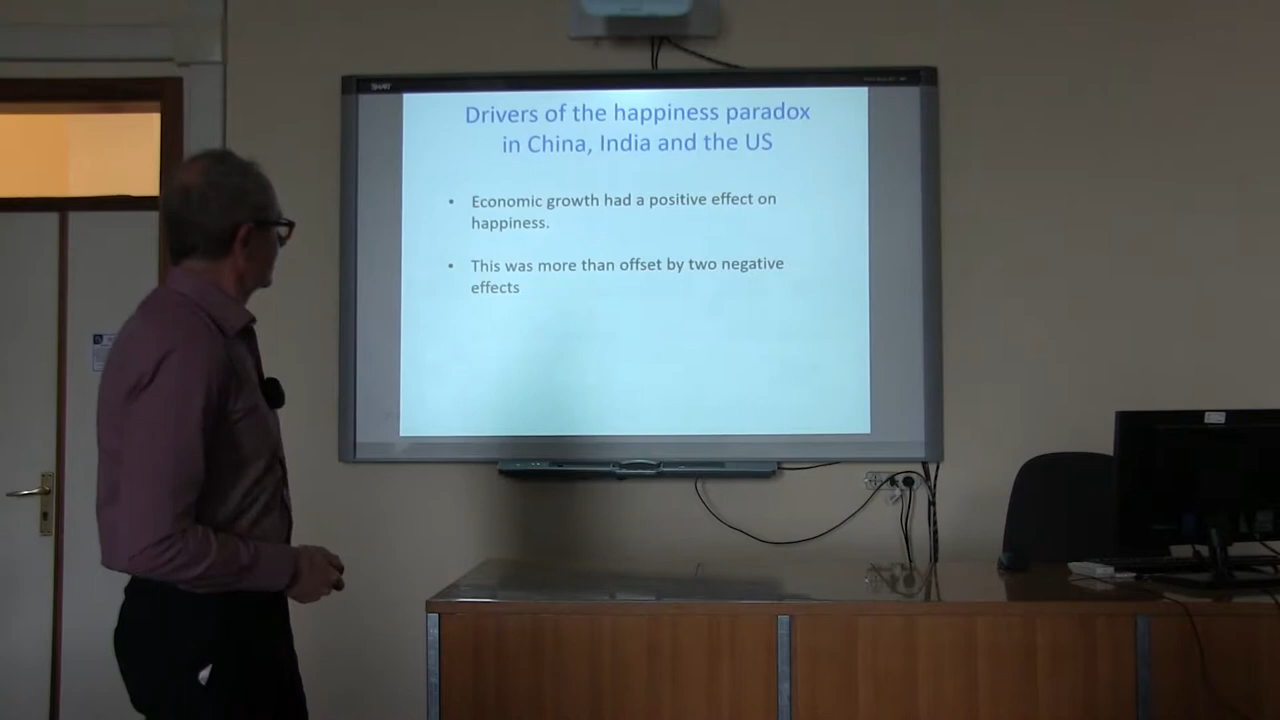 SMART
Drivers of the happiness paradox
in China, India and the US
• Economic growth had a positive effect on
happiness.
• This was more than offset by two negative
effects